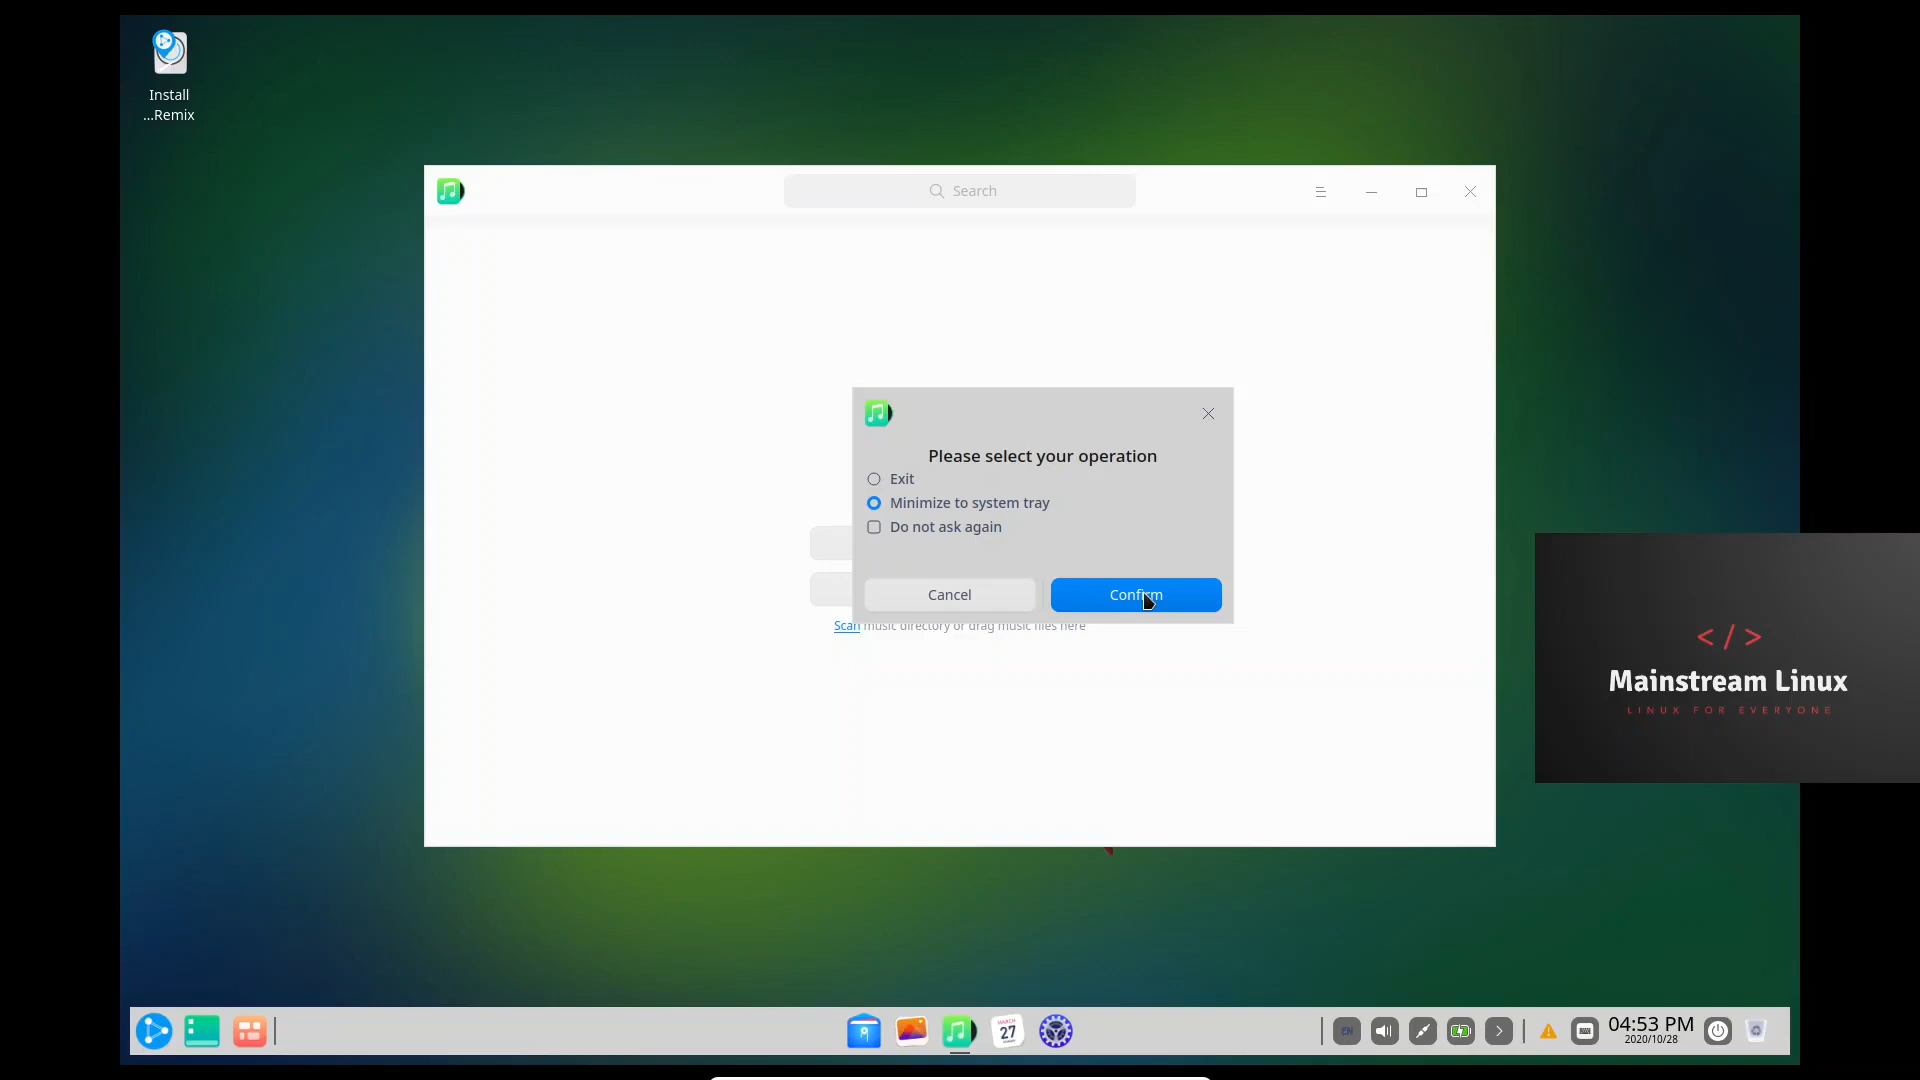 Install
...Remix
Search
Please select your operation
Exit
Minimize to system tray
Do not ask again
Cancel
Confirm
Scan music directory or drag music files here
</>
Mainstream Linux
LINUX FOR EVERYONE
MARCH
27
EN
04:53 PM
2020/10/28